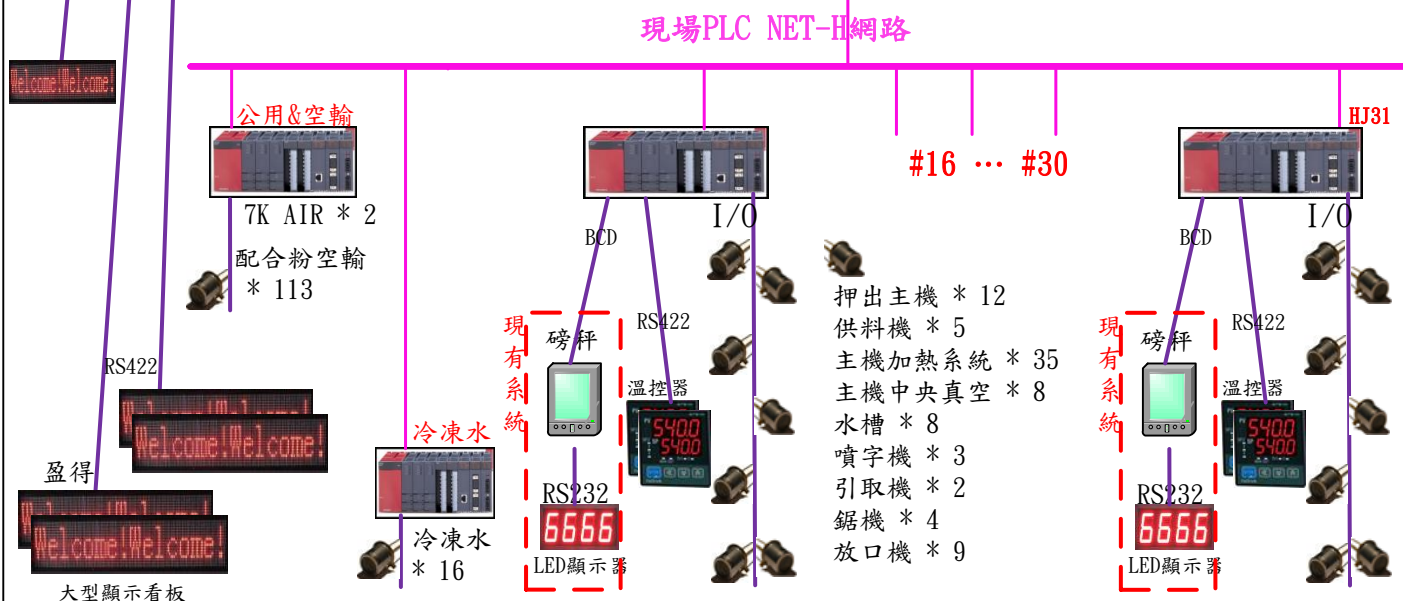 現場PLC NET-H網路
Welcome!Welcome!
公用&空輸
7K AIR * 2
配合粉空輸
* 113
RS422
Welcome!Welcome!
盈得
Welcome!Welcome!
大型顯示看板
冷凍水
冷凍水
* 16
I/O
BCD
RS422
現有系統
磅秤
溫控器
5400
5400
RS232
6666
LED顯示器
#16 … #30
押出主機 * 12
供料機 * 5
主機加熱系統 * 35
主機中央真空 * 8
水槽 * 8
噴字機 * 3
引取機 * 2
鋸機 * 4
放口機 * 9
HJ31
I/O
BCD
RS422
現有系統
磅秤
溫控器
5400
5400
RS232
6666
LED顯示器